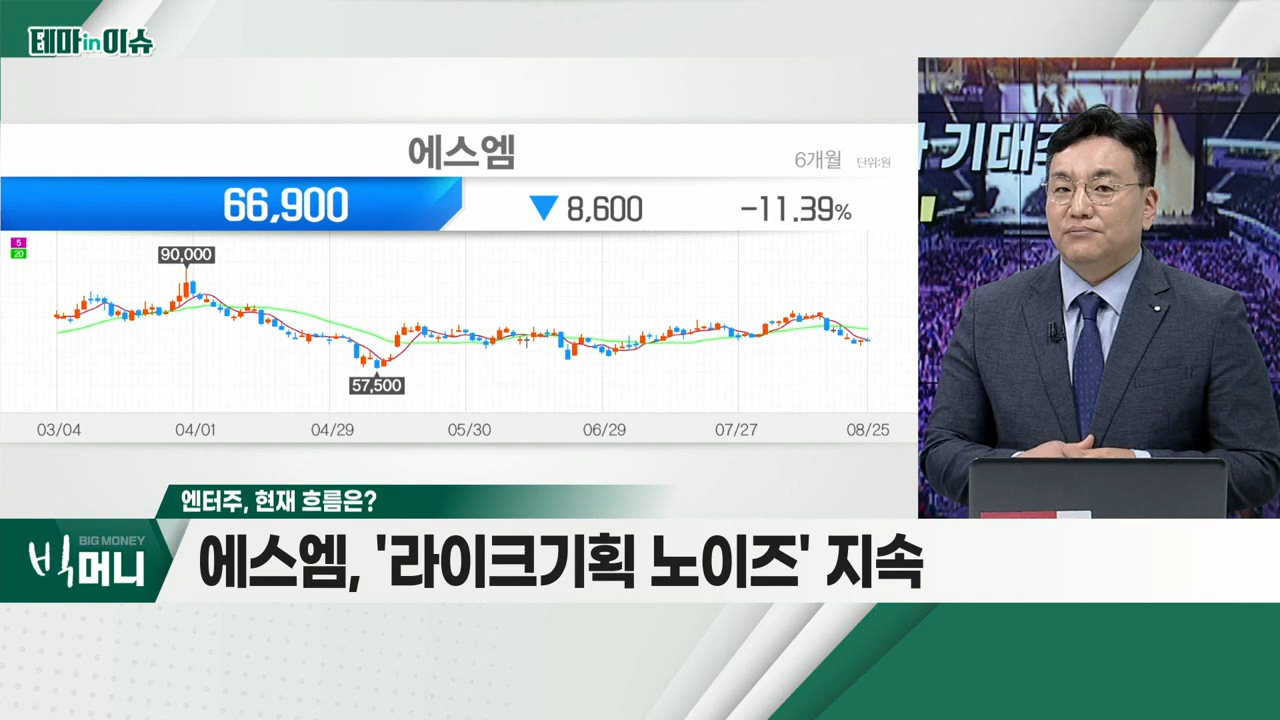 테마in이슈
기대주
에스엠
6개월 단위:원
66,900 ▼8,600 -11.39%
5
20
90,000
57,500
03/04 04/01 04/29 05/30 06/29 07/27 08/25
엔터주, 현재 흐름은?
BIG MONEY
빅머니
에스엠, '라이크기획 노이즈' 지속